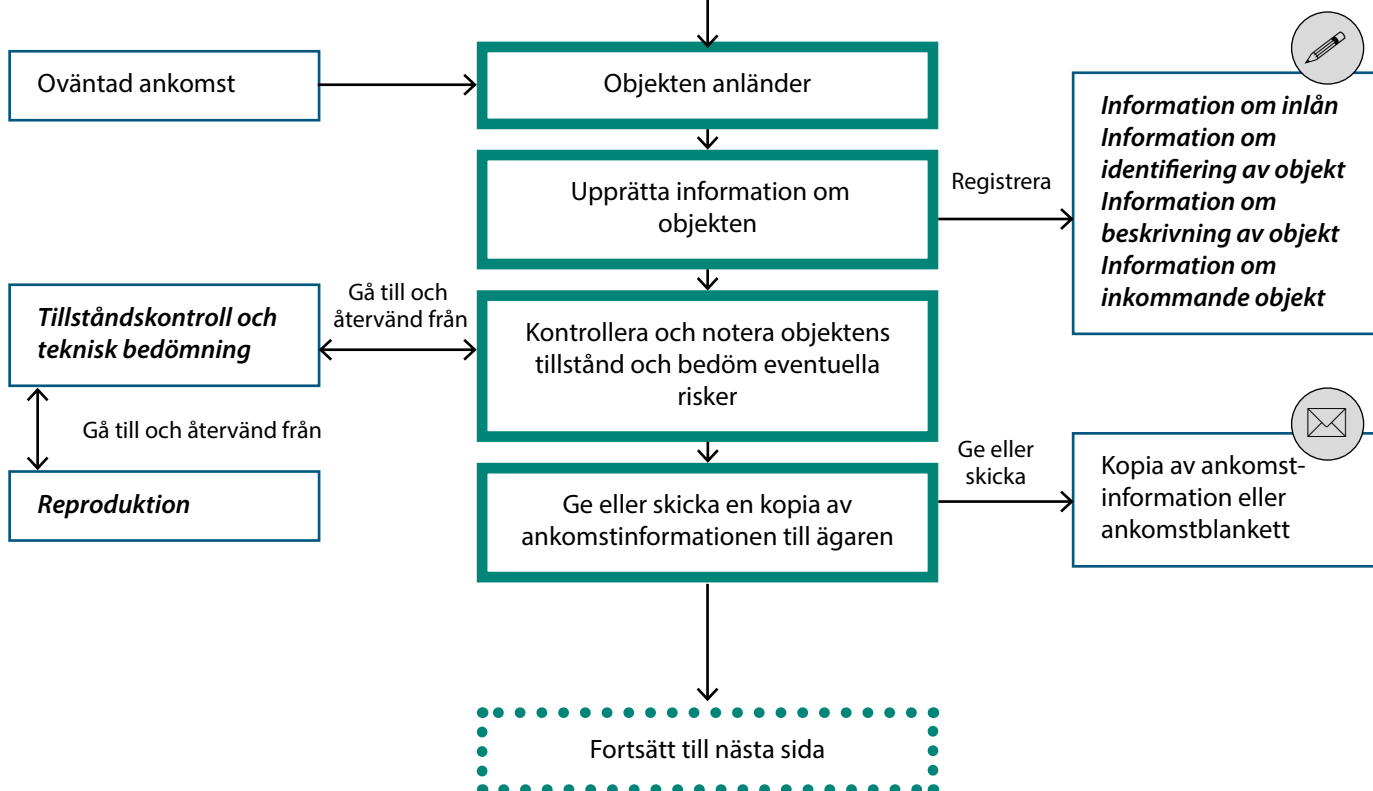 Oväntad ankomst
Objekten anländer
Information om inlån
Information om
identifiering av objekt
Information om
beskrivning av objekt
Information om
inkommande objekt
Upprätta information om
objekten
Registrera
Tillståndskontroll och
teknisk bedömning
Gå till och
återvänd från
Kontrollera och notera objektens
tillstånd och bedöm eventuella
risker
Gå till och återvänd från
Reproduktion
Ge eller skicka en kopia av
ankomstinformationen till ägaren
Ge eller
skicka
Kopia av ankomst-
information eller
ankomstblankett
Fortsätt till nästa sida